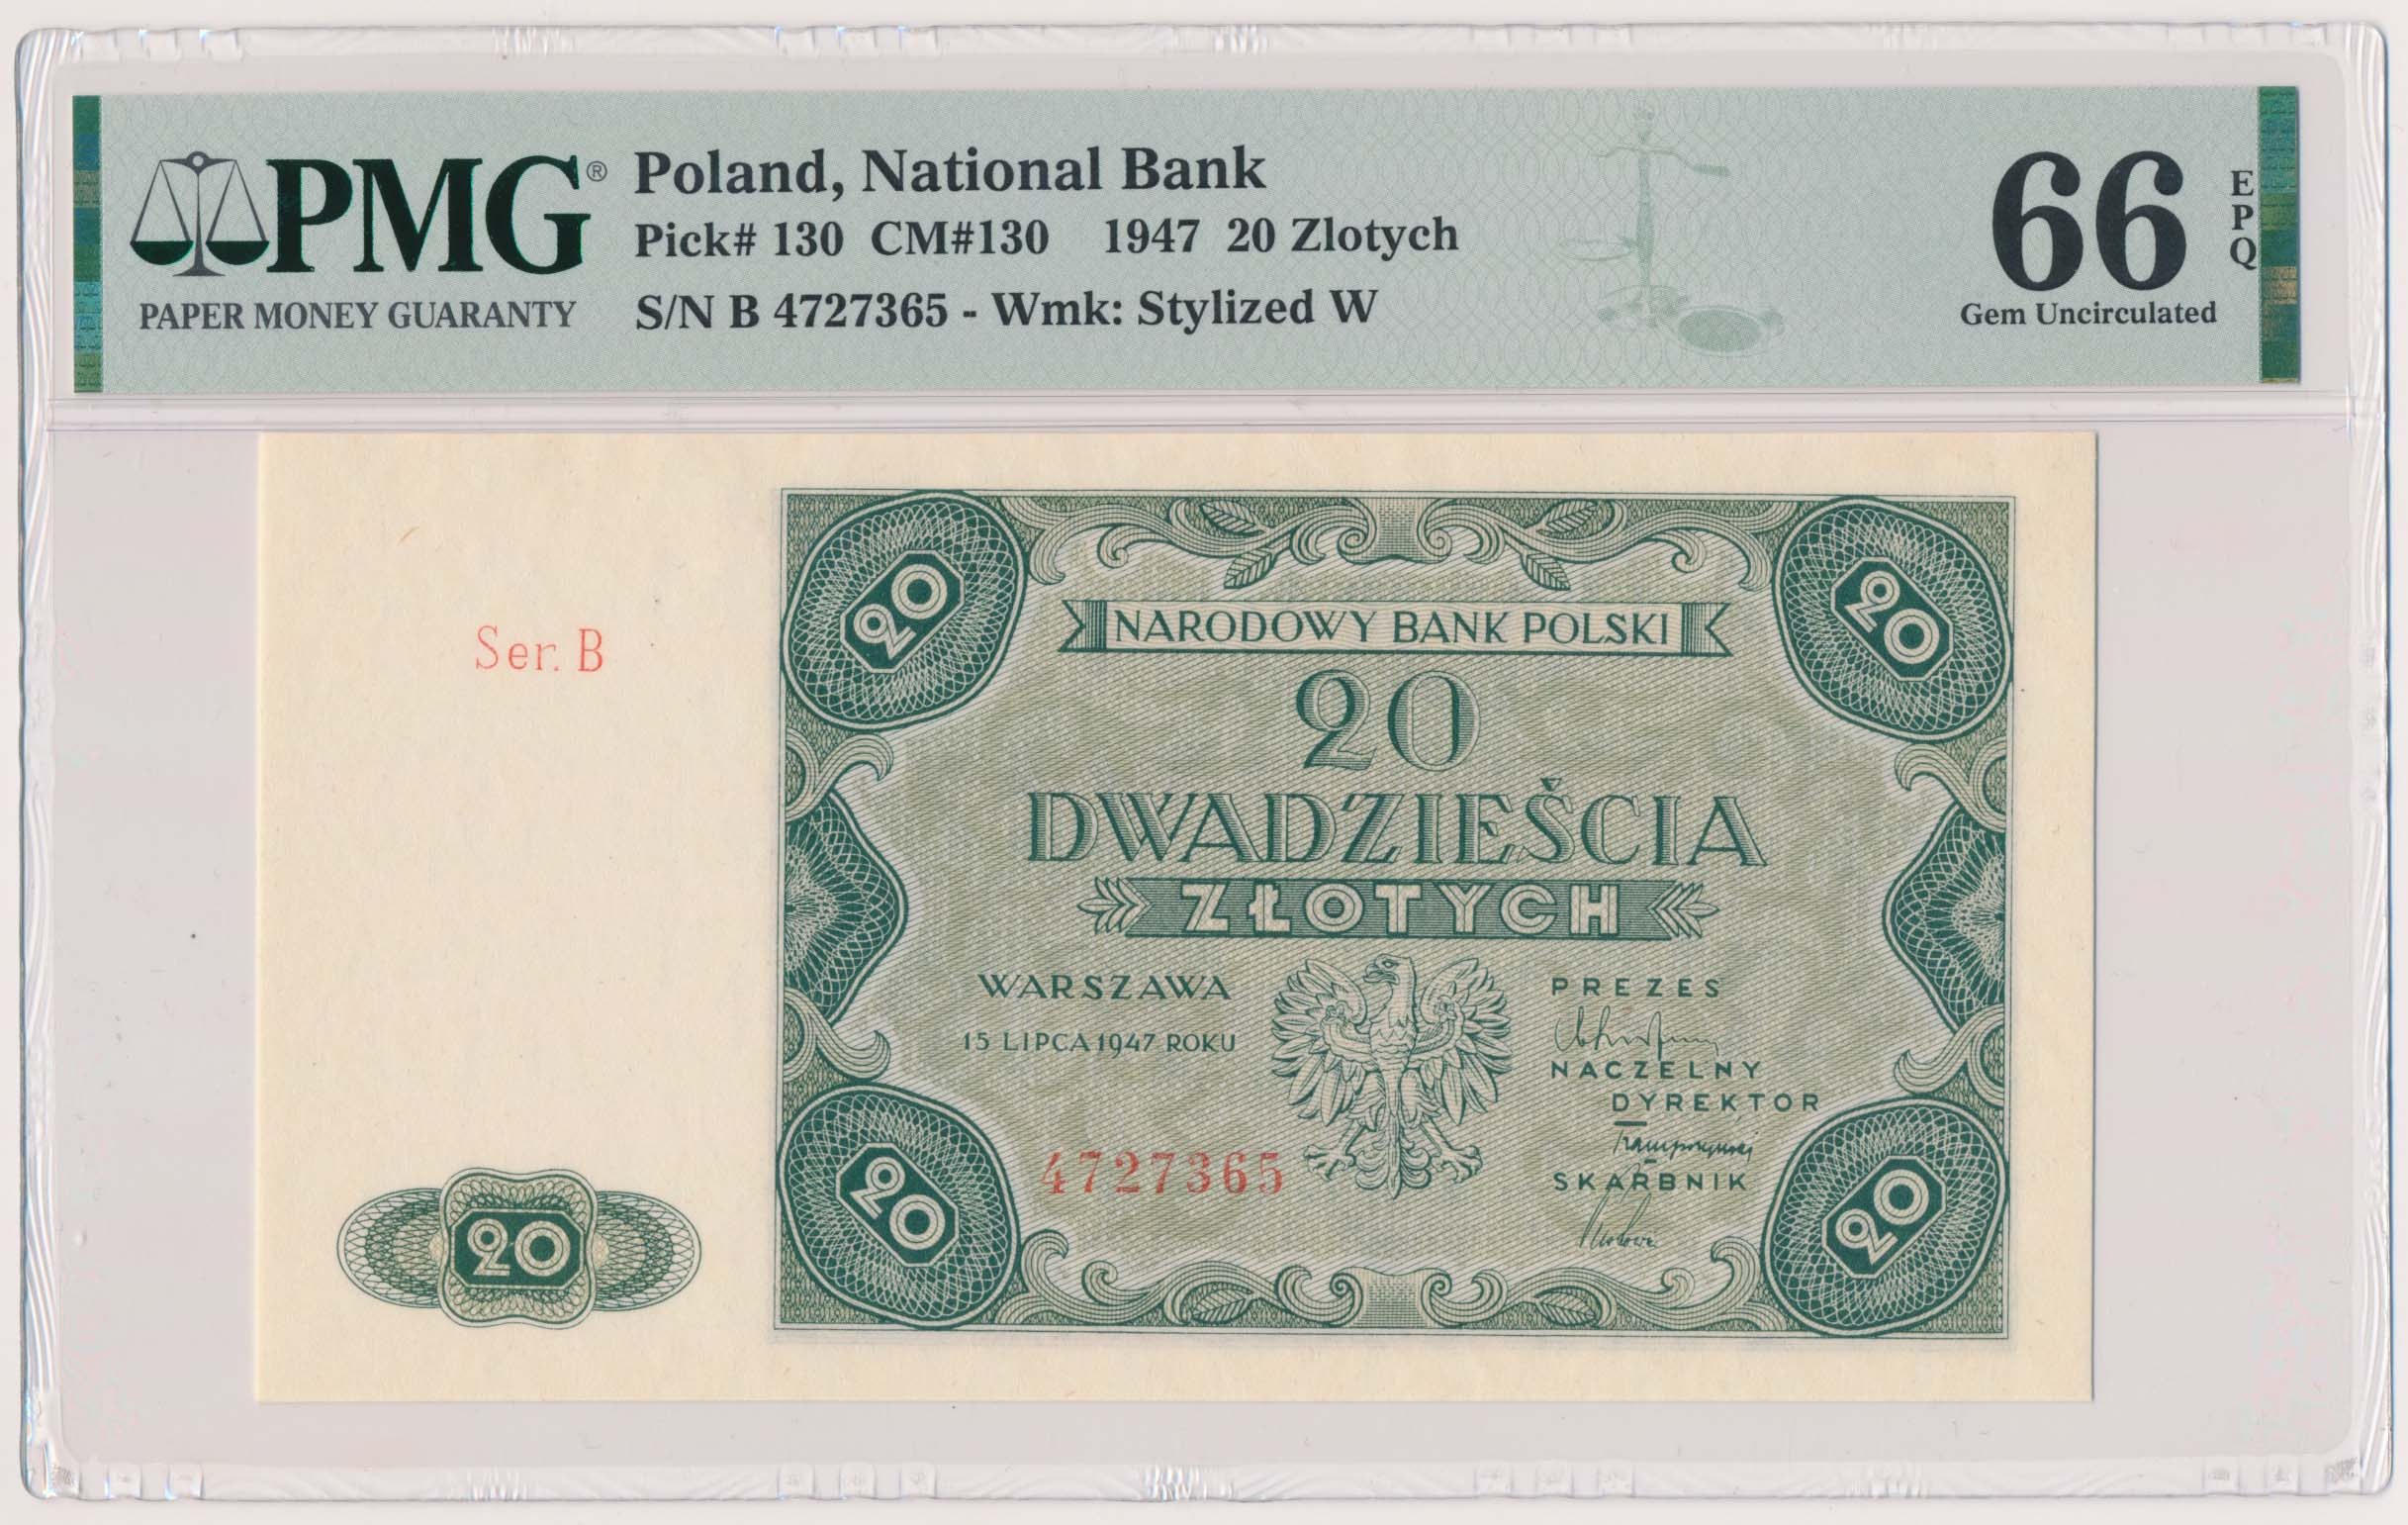 PMG®
PAPER MONEY GUARANTY
Poland, National Bank
Pick# 130 CM#130 1947 20 Zlotych
S/N B 4727365 - Wmk: Stylized W
66
EPQ
Gem Uncirculated
Ser. B
20
20
20
NARODOWY BANK POLSKI
20
DWADZIEŚCIA
ZŁOTYCH
WARSZAWA
15 LIPCA 1947 ROKU
PREZES
NACZELNY
DYREKTOR
SKARBNIK
4727365
20
20